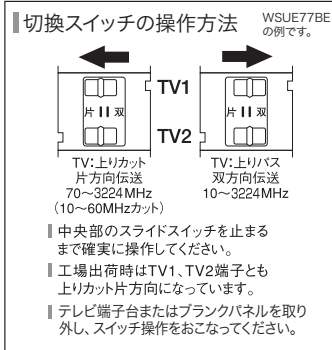 切換スイッチの操作方法
WSUE77BE
の例です。
TV1
片 双
片 双
TV2
TV:上りカット
片方向伝送
70～3224MHz
(10～60MHzカット)
TV:上りパス
双方向伝送
10～3224MHz
中央部のスライドスイッチを止まる
まで確実に操作してください。
工場出荷時はTV1、TV2端子とも
上りカット片方向になっています。
テレビ端子台またはブランクパネルを取り
外し、スイッチ操作をおこなってください。